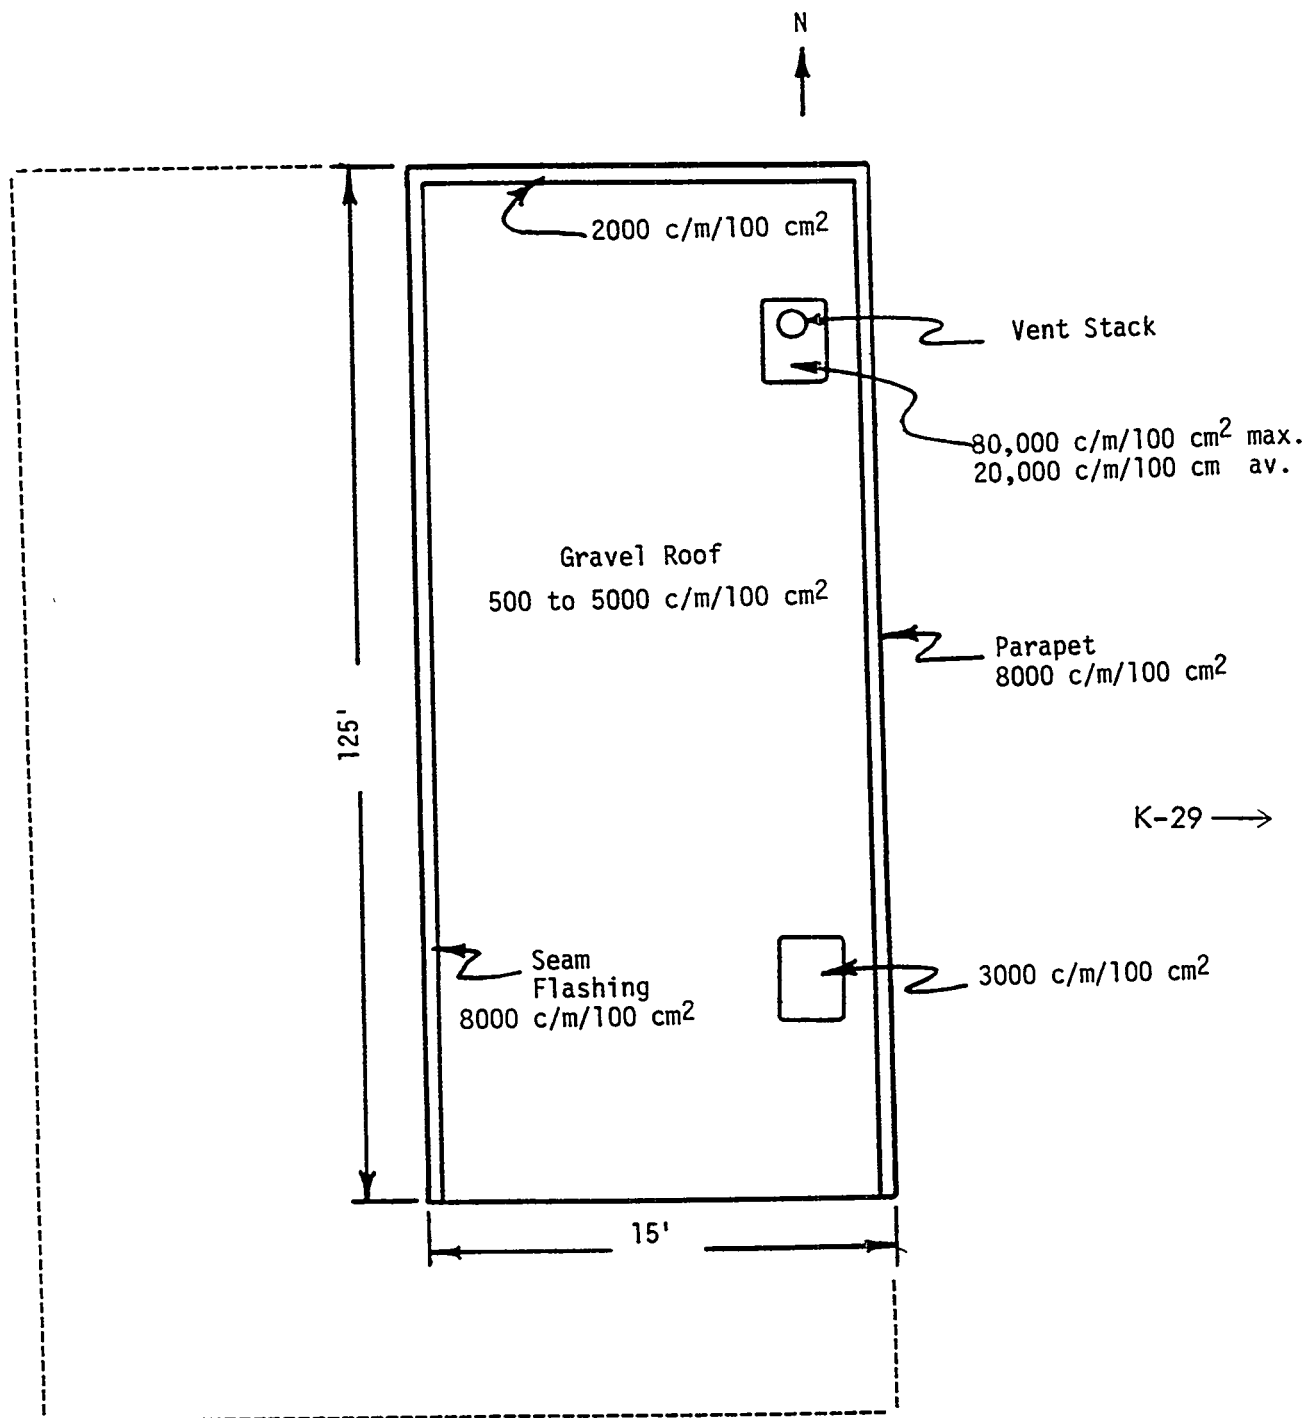 N
2000 c/m/100 cm2
Vent Stack
80,000 c/m/100 cm2 max.
20,000 c/m/100 cm av.
Gravel Roof
500 to 5000 c/m/100 cm2
Parapet
8000 c/m/100 cm2
125'
K-29
Seam
Flashing
8000 c/m/100 cm2
3000 c/m/100 cm2
15'